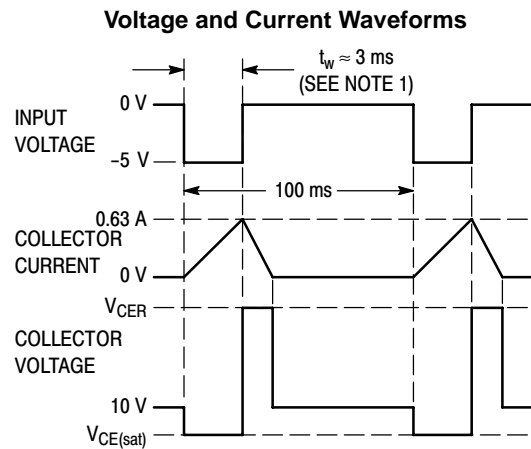 Voltage and Current Waveforms
t_w ≈ 3 ms
(SEE NOTE 1)
0 V
INPUT
VOLTAGE
−5 V
100 ms
0.63 A
COLLECTOR
CURRENT
0 V
V_CER
COLLECTOR
VOLTAGE
10 V
V_CE(sat)